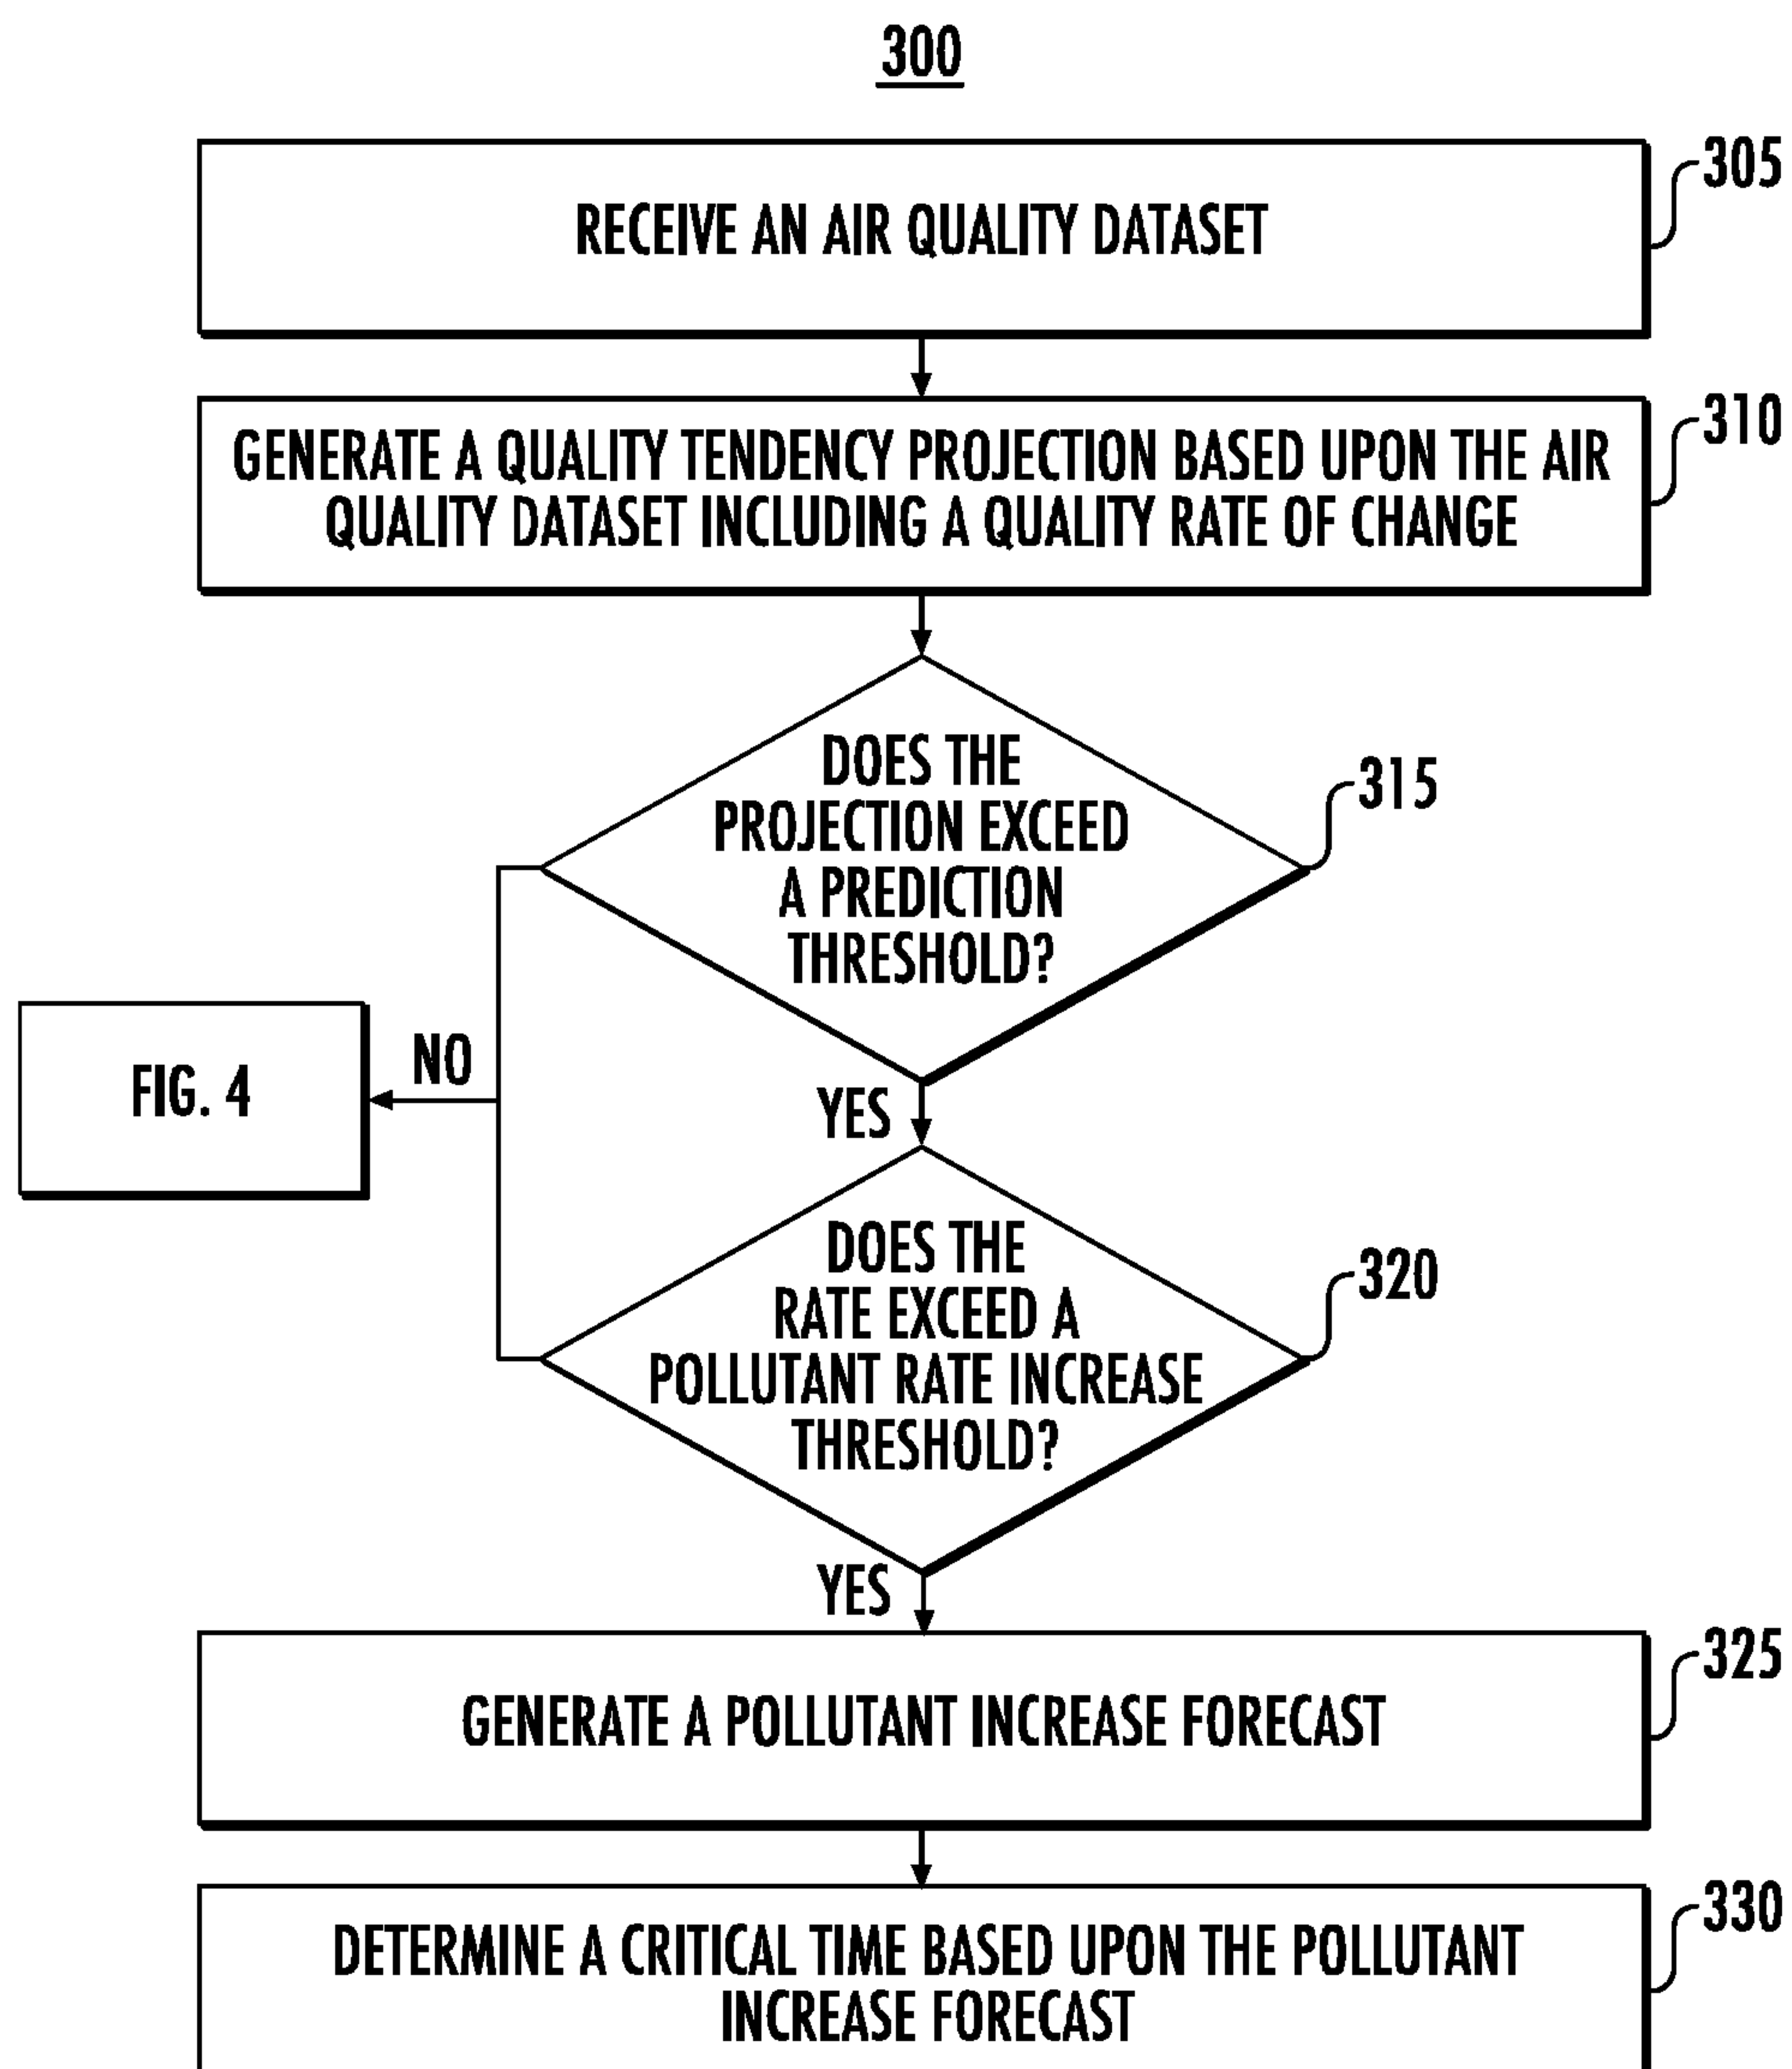 300
RECEIVE AN AIR QUALITY DATASET
305
GENERATE A QUALITY TENDENCY PROJECTION BASED UPON THE AIR
QUALITY DATASET INCLUDING A QUALITY RATE OF CHANGE
310
DOES THE
PROJECTION EXCEED
A PREDICTION
THRESHOLD?
315
NO
FIG. 4
YES
DOES THE
RATE EXCEED A
POLLUTANT RATE INCREASE
THRESHOLD?
320
YES
GENERATE A POLLUTANT INCREASE FORECAST
325
DETERMINE A CRITICAL TIME BASED UPON THE POLLUTANT
INCREASE FORECAST
330